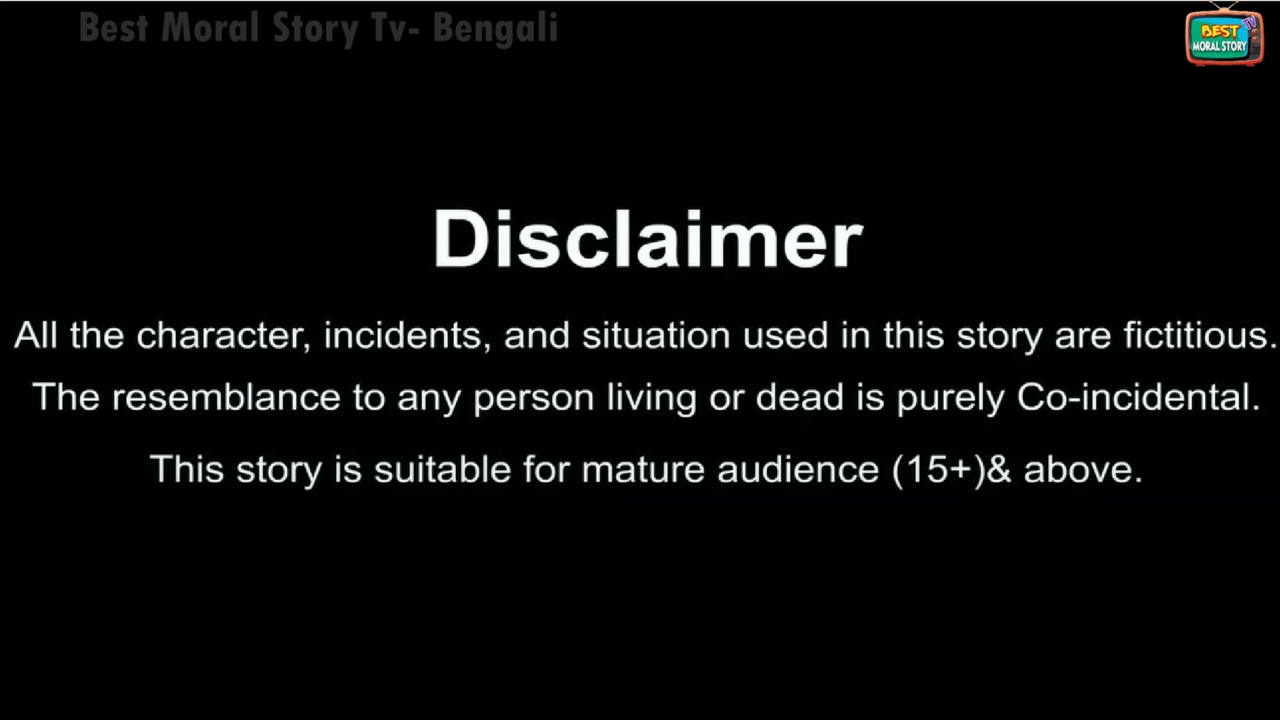 Best Moral Story Tv- Bengali
BEST TV
MORAL STORY
Disclaimer
All the character, incidents, and situation used in this story are fictitious.
The resemblance to any person living or dead is purely Co-incidental.
This story is suitable for mature audience (15+)& above.